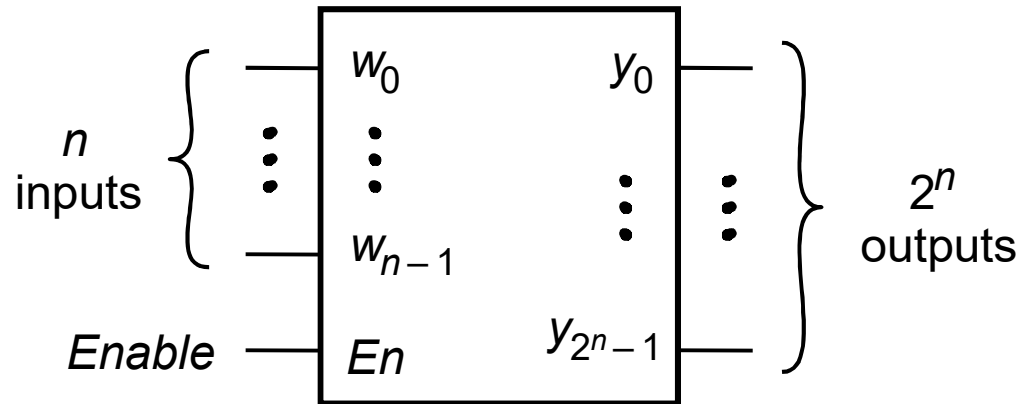 n
inputs
Enable
w₀
wₙ₋₁
En
y₀
y₂ⁿ₋₁
2ⁿ
outputs